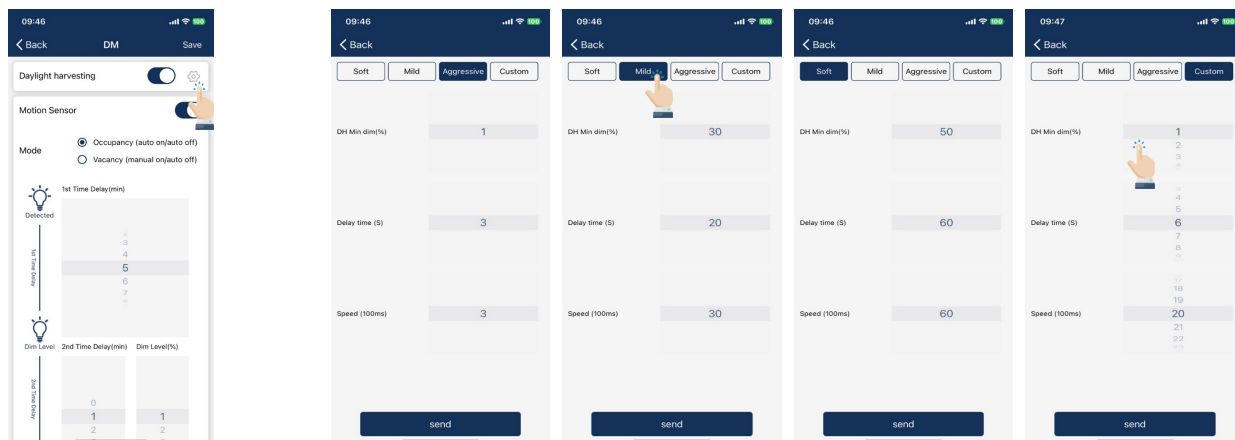 09:46
100
Back
DM
Save
Daylight harvesting
Motion Sensor
Mode
Occupancy (auto on/auto off)
Vacancy (manual on/auto off)
1st Time Delay(min)
Detected
1st Time Delay
3
4
5
6
7
Dim Level
2nd Time Delay(min)
Dim Level(%)
2nd Time Delay
0
1
1
2
2
09:46
100
Back
Soft
Mild
Aggressive
Custom
DH Min dim(%)
1
Delay time (S)
3
Speed (100ms)
3
send
09:46
100
Back
Soft
Mild
Aggressive
Custom
DH Min dim(%)
30
Delay time (S)
20
Speed (100ms)
30
send
09:46
100
Back
Soft
Mild
Aggressive
Custom
DH Min dim(%)
50
Delay time (S)
60
Speed (100ms)
60
send
09:47
100
Back
Soft
Mild
Aggressive
Custom
DH Min dim(%)
1
2
3
Delay time (S)
4
5
6
7
8
Speed (100ms)
18
19
20
21
22
send